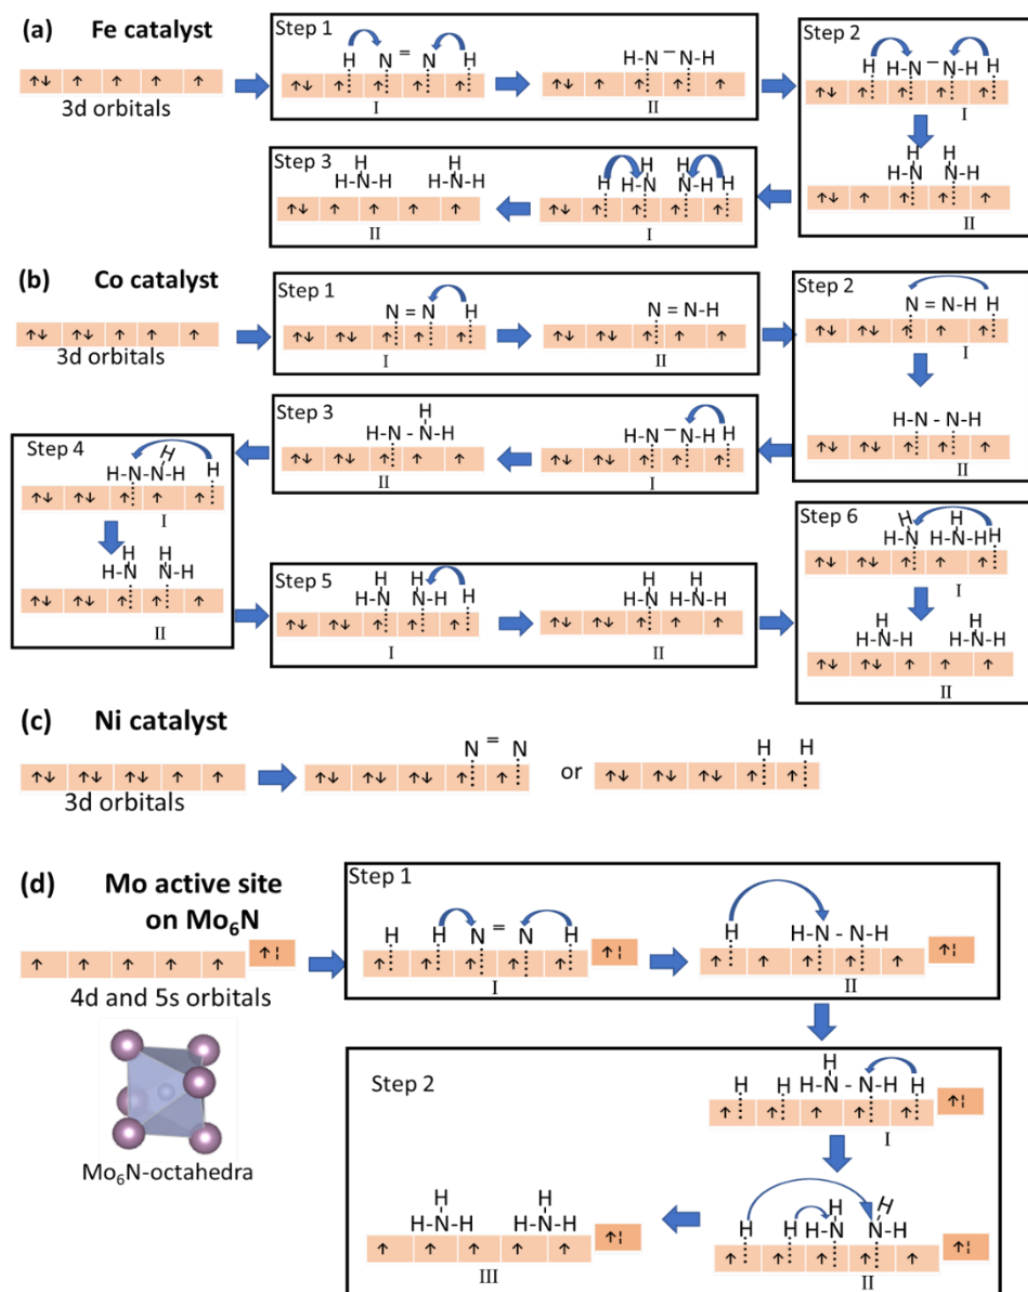 (a) Fe catalyst
↑↓ ↑ ↑ ↑ ↑
3d orbitals
Step 1
H N = N H
↑↓ ↑ ↑ ↑ ↑
I
H-N-N-H
↑↓ ↑ ↑ ↑ ↑
II
Step 2
H H-N-N-H H
↑↓ ↑ ↑ ↑ ↑
I
H H
H-N N-H
↑↓ ↑ ↑ ↑ ↑
II
Step 3
H H
H-N-H H-N-H
↑↓ ↑ ↑ ↑ ↑
II
H H
H H-N N-H H
↑↓ ↑ ↑ ↑ ↑
I
(b) Co catalyst
↑↓ ↑↓ ↑ ↑ ↑
3d orbitals
Step 1
N = N H
↑↓ ↑↓ ↑ ↑ ↑
I
N = N-H
↑↓ ↑↓ ↑ ↑ ↑
II
Step 2
N = N-H H
↑↓ ↑↓ ↑ ↑ ↑
I
H-N - N-H
↑↓ ↑↓ ↑ ↑ ↑
II
Step 3
H
H-N - N-H
↑↓ ↑↓ ↑ ↑ ↑
II
H-N-N-H H
↑↓ ↑↓ ↑ ↑ ↑
I
Step 4
H
H-N-N-H H
↑↓ ↑↓ ↑ ↑ ↑
I
H H
H-N N-H
↑↓ ↑↓ ↑ ↑ ↑
II
Step 5
H H
H-N N-H H
↑↓ ↑↓ ↑ ↑ ↑
I
H H
H-N H-N-H
↑↓ ↑↓ ↑ ↑ ↑
II
Step 6
H H
H-N H-N-H H
↑↓ ↑↓ ↑ ↑ ↑
I
H H
H-N-H H-N-H
↑↓ ↑↓ ↑ ↑ ↑
II
(c) Ni catalyst
↑↓ ↑↓ ↑↓ ↑ ↑
3d orbitals
N = N
↑↓ ↑↓ ↑↓ ↑ ↑
or
H H
↑↓ ↑↓ ↑↓ ↑ ↑
(d) Mo active site
on Mo₆N
↑ ↑ ↑ ↑ ↑ ↑¦
4d and 5s orbitals
Mo₆N-octahedra
Step 1
H H N = N H
↑ ↑ ↑ ↑ ↑ ↑¦
I
H H-N - N-H
↑ ↑ ↑ ↑ ↑ ↑¦
II
Step 2
H
H H H-N - N-H H
↑ ↑ ↑ ↑ ↑ ↑¦
I
H H
H H H-N N-H
↑ ↑ ↑ ↑ ↑ ↑¦
II
H H
H-N-H H-N-H
↑ ↑ ↑ ↑ ↑ ↑¦
III